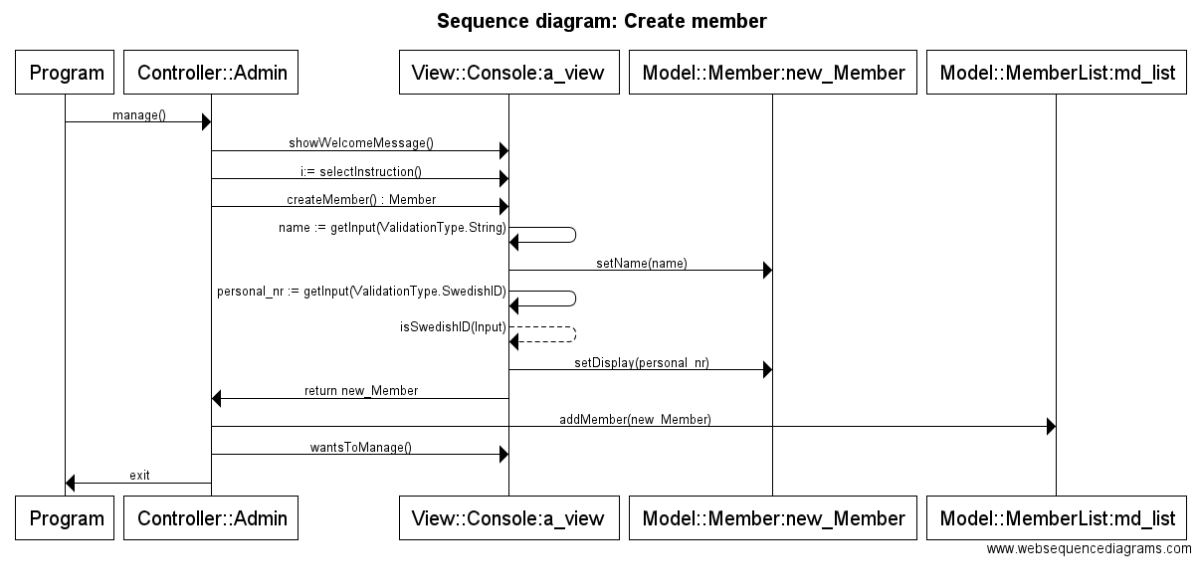 Sequence diagram: Create member
Program
Controller::Admin
View::Console:a_view
Model::Member:new_Member
Model::MemberList:md_list
manage()
showWelcomeMessage()
i:= selectInstruction()
createMember() : Member
name := getInput(ValidationType.String)
setName(name)
personal_nr := getInput(ValidationType.SwedishID)
isSwedishID(Input)
setDisplay(personal_nr)
return new_Member
addMember(new_Member)
wantsToManage()
exit
Program
Controller::Admin
View::Console:a_view
Model::Member:new_Member
Model::MemberList:md_list
www.websequencediagrams.com